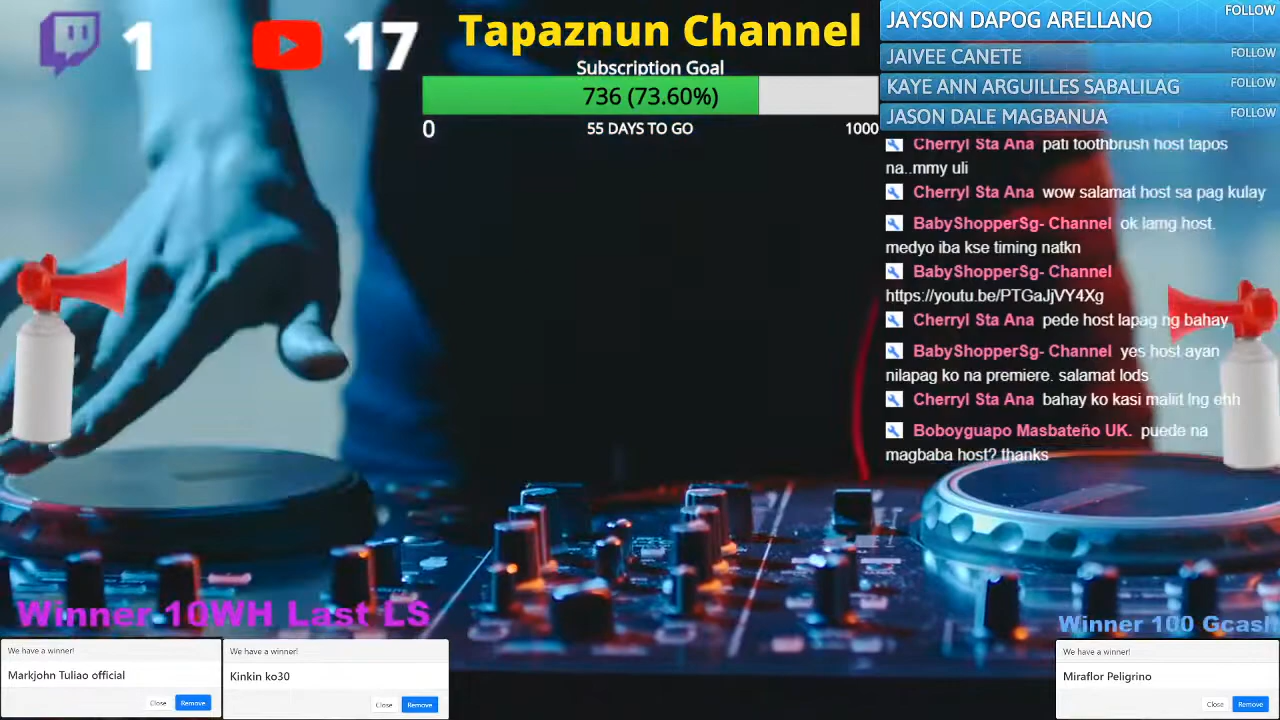 1
17
Tapaznun Channel
Subscription Goal
736 (73.60%)
0
55 DAYS TO GO
1000
JAYSON DAPOG ARELLANO
FOLLOW
JAIVEE CANETE
FOLLOW
KAYE ANN ARGUILLES SABALILAG
FOLLOW
JASON DALE MAGBANUA
FOLLOW
Cherryl Sta Ana pati toothbrush host tapos
na..mmy uli
Cherryl Sta Ana wow salamat host sa pag kulay
BabyShopperSg- Channel ok lamg host.
medyo iba kse timing natkn
BabyShopperSg- Channel
https://youtu.be/PTGaJjVY4Xg
Cherryl Sta Ana pede host lapag ng bahay
BabyShopperSg- Channel yes host ayan
nilapag ko na premiere. salamat lods
Cherryl Sta Ana bahay ko kasi maliit lng ehh
Boboyguapo Masbateño UK. puede na
magbaba host? thanks
Winner 10WH Last LS
We have a winner!
Markjohn Tuliao official
Close
Remove
We have a winner!
Kinkin ko30
Close
Remove
Winner 100 Gcash
We have a winner!
Miraflor Peligrino
Close
Remove